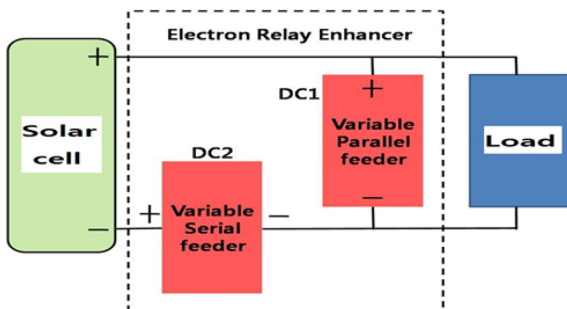 Electron Relay Enhancer
+
DC1
+
Solar
cell
Variable
Parallel
feeder
Load
DC2
−
−
+
Variable
Serial
feeder
−